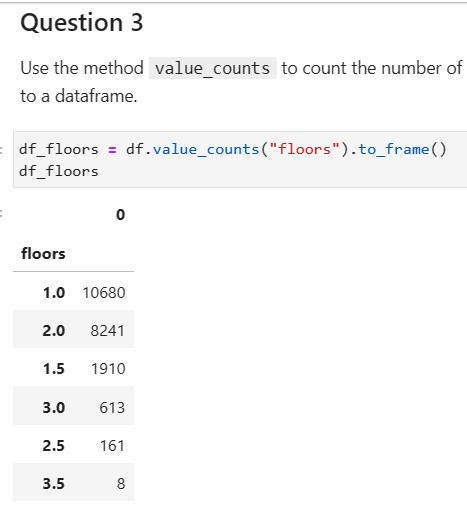 Question 3
Use the method value_counts to count the number of
to a dataframe.
df_floors = df.value_counts("floors").to_frame()
df_floors
0
floors
1.0 10680
2.0 8241
1.5 1910
3.0 613
2.5 161
3.5 8